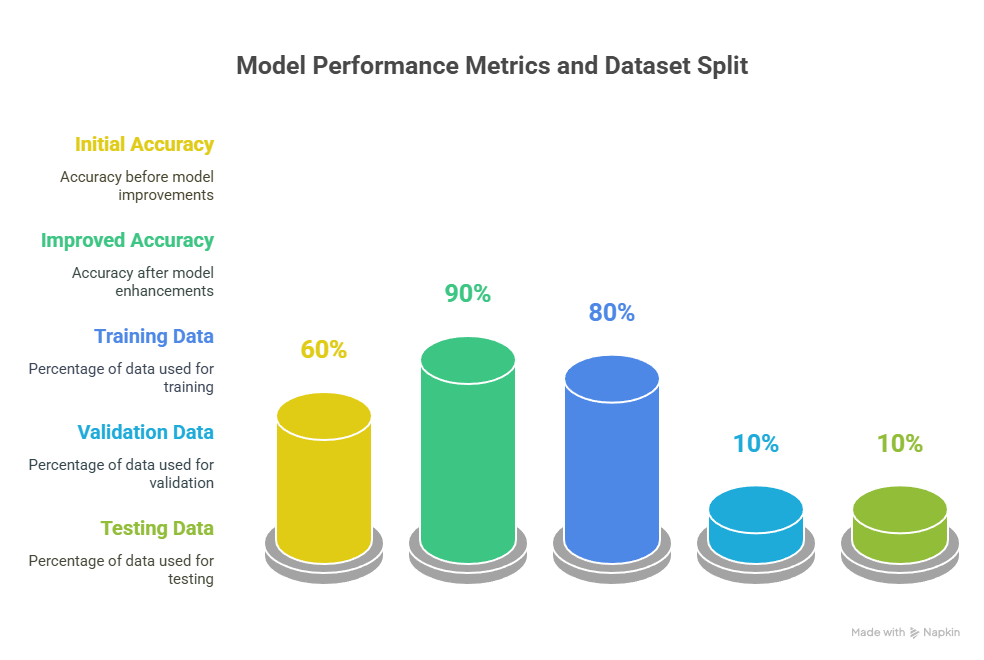 Model Performance Metrics and Dataset Split
Initial Accuracy
Accuracy before model
improvements
Improved Accuracy
Accuracy after model
enhancements
Training Data
Percentage of data used for
training
Validation Data
Percentage of data used for
validation
Testing Data
Percentage of data used for
testing
60%
90%
80%
10%
10%
Made with Napkin